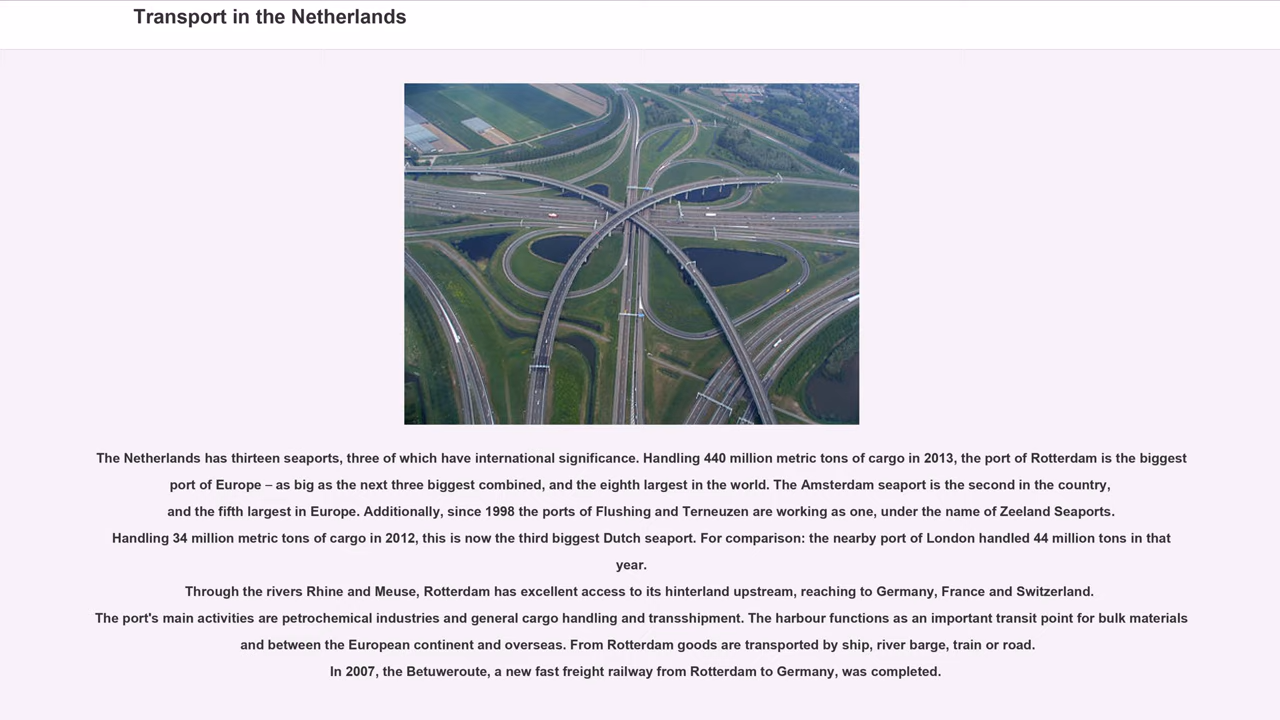 Transport in the Netherlands
The Netherlands has thirteen seaports, three of which have international significance. Handling 440 million metric tons of cargo in 2013, the port of Rotterdam is the biggest
port of Europe – as big as the next three biggest combined, and the eighth largest in the world. The Amsterdam seaport is the second in the country,
and the fifth largest in Europe. Additionally, since 1998 the ports of Flushing and Terneuzen are working as one, under the name of Zeeland Seaports.
Handling 34 million metric tons of cargo in 2012, this is now the third biggest Dutch seaport. For comparison: the nearby port of London handled 44 million tons in that
year.
Through the rivers Rhine and Meuse, Rotterdam has excellent access to its hinterland upstream, reaching to Germany, France and Switzerland.
The port's main activities are petrochemical industries and general cargo handling and transshipment. The harbour functions as an important transit point for bulk materials
and between the European continent and overseas. From Rotterdam goods are transported by ship, river barge, train or road.
In 2007, the Betuweroute, a new fast freight railway from Rotterdam to Germany, was completed.